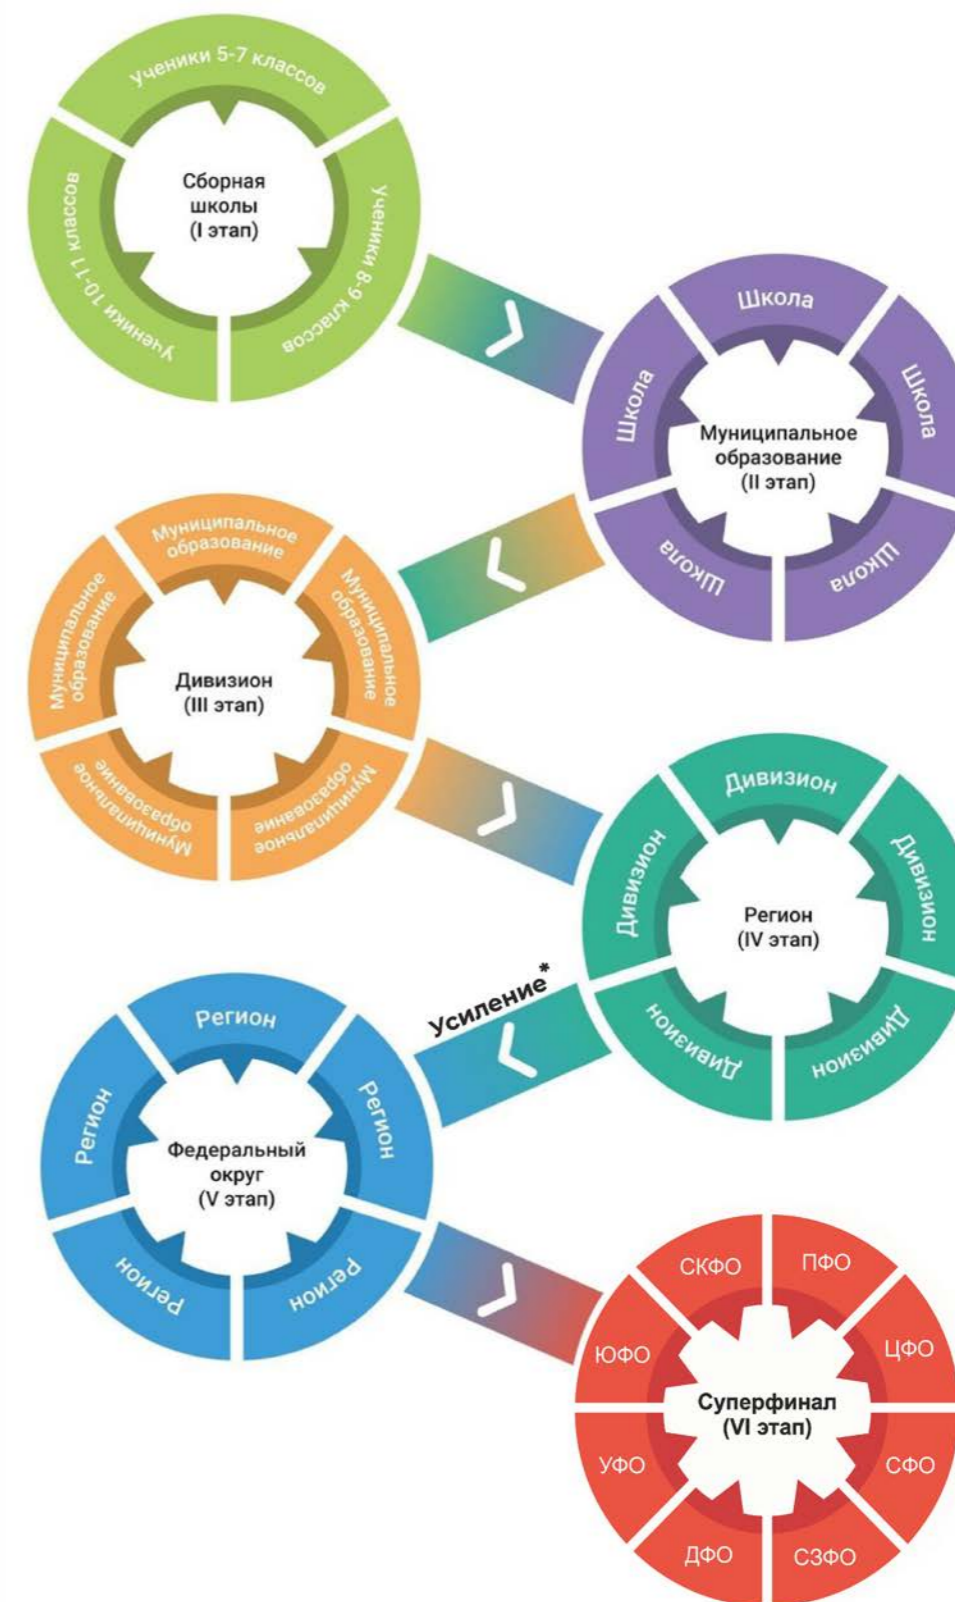 Ученики 5-7 классов
Ученики 10-11 классов
Ученики 8-9 классов
Сборная
школы
(I этап)
Школа
Школа
Школа
Школа
Школа
Муниципальное
образование
(II этап)
Муниципальное
образование
Муниципальное
образование
Муниципальное
образование
Муниципальное
образование
Муниципальное
образование
Дивизион
(III этап)
Дивизион
Дивизион
Дивизион
Дивизион
Дивизион
Регион
(IV этап)
Усиление*
Регион
Регион
Регион
Регион
Регион
Федеральный
округ
(V этап)
СКФО
ПФО
ЮФО
ЦФО
Суперфинал
(VI этап)
УФО
СФО
ДФО
СЗФО